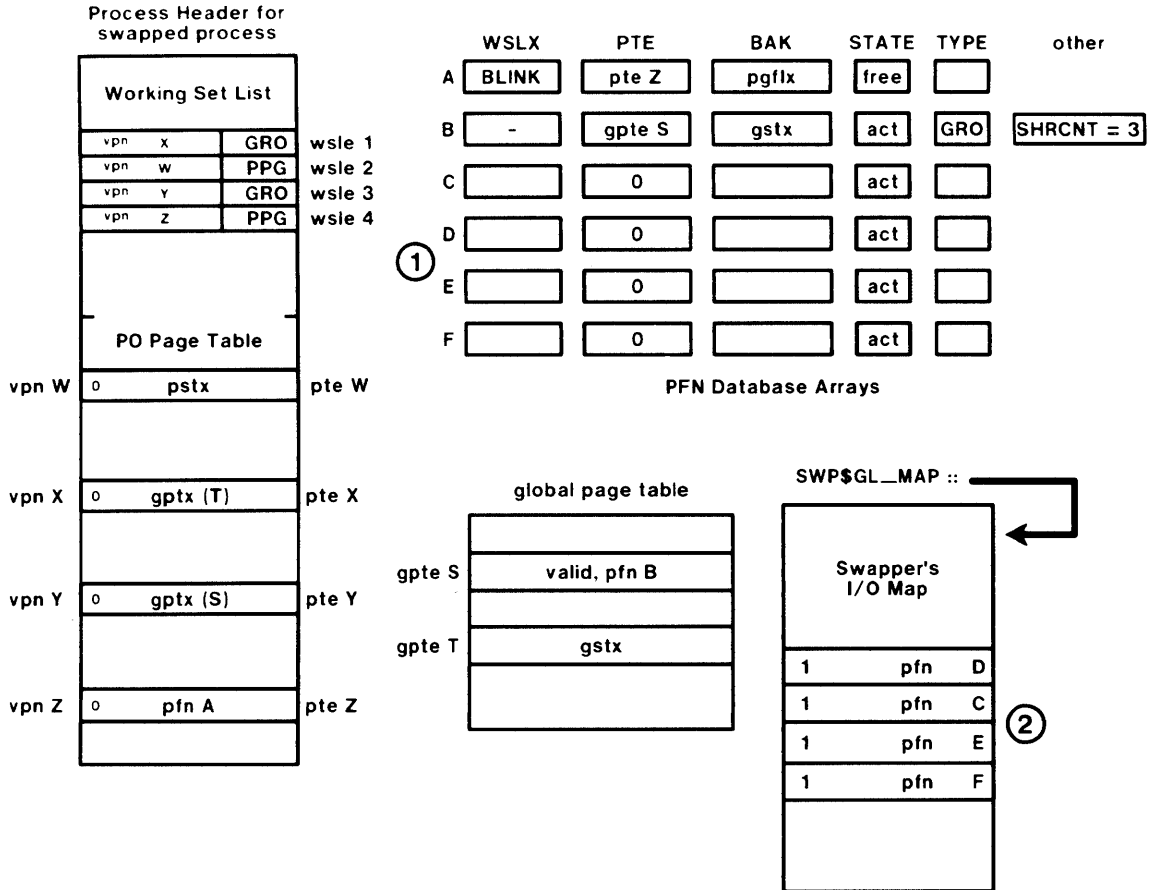 Process Header for
swapped process
Working Set List
vpn X GRO wsle 1
vpn W PPG wsle 2
vpn Y GRO wsle 3
vpn Z PPG wsle 4
PO Page Table
vpn W 0 pstx pte W
vpn X 0 gptx (T) pte X
vpn Y 0 gptx (S) pte Y
vpn Z 0 pfn A pte Z
WSLX PTE BAK STATE TYPE other
A BLINK pte Z pgflx free
B - gpte S gstx act GRO SHRCNT = 3
C 0 act
D 0 act
1
E 0 act
F 0 act
PFN Database Arrays
global page table
gpte S valid, pfn B
gpte T gstx
SWP$GL_MAP ::
Swapper's
I/O Map
1 pfn D
1 pfn C
2
1 pfn E
1 pfn F